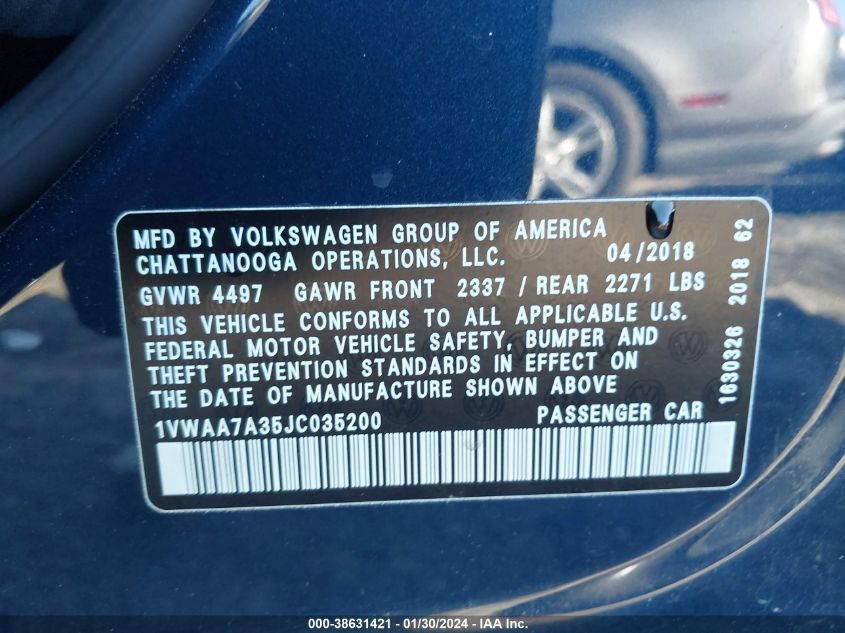 MFD BY VOLKSWAGEN GROUP OF AMERICA
CHATTANOOGA OPERATIONS, LLC. 04/2018
GVWR 4497 GAWR FRONT 2337 / REAR 2271 LBS
THIS VEHICLE CONFORMS TO ALL APPLICABLE U.S.
FEDERAL MOTOR VEHICLE SAFETY, BUMPER AND
THEFT PREVENTION STANDARDS IN EFFECT ON
THE DATE OF MANUFACTURE SHOWN ABOVE
1VWAA7A35JC035200 PASSENGER CAR
1630326 2018 62
000-38631421 - 01/30/2024 - IAA Inc.